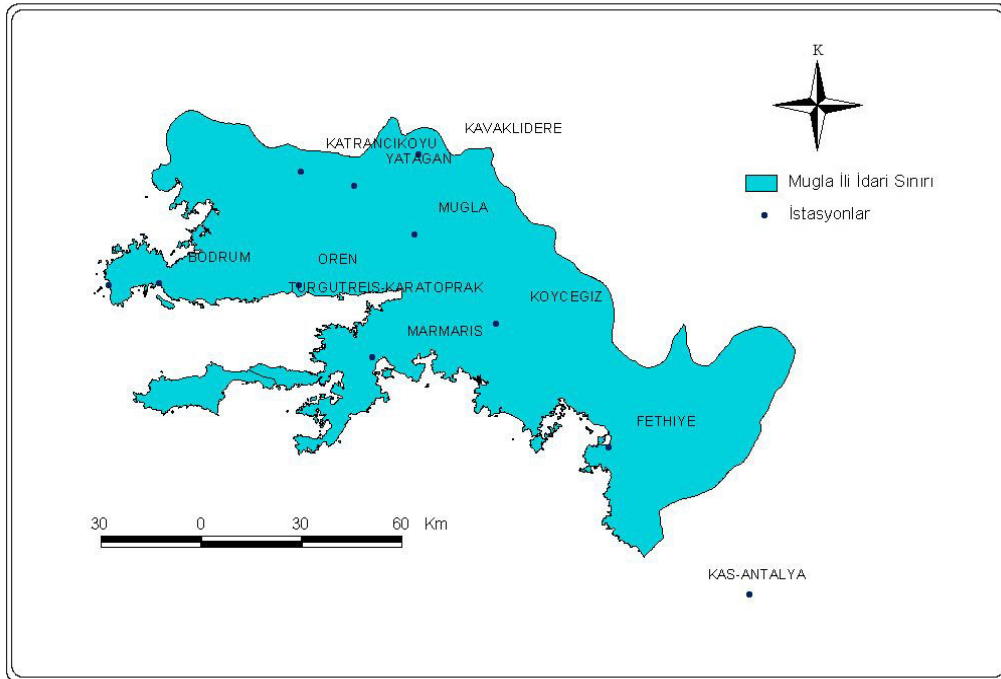 K
KAVAKLIDERE
KATRANCIKOYU
YATAGAN
Mugla İli İdari Sınırı
MUGLA
İstasyonlar
BODRUM
OREN
TURGUTREIS-KARATOPRAK
KOYCEGIZ
MARMARIS
FETHIYE
30 0 30 60 Km
KAS-ANTALYA